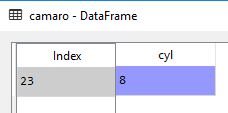 camaro - DataFrame
Index cyl
23 8